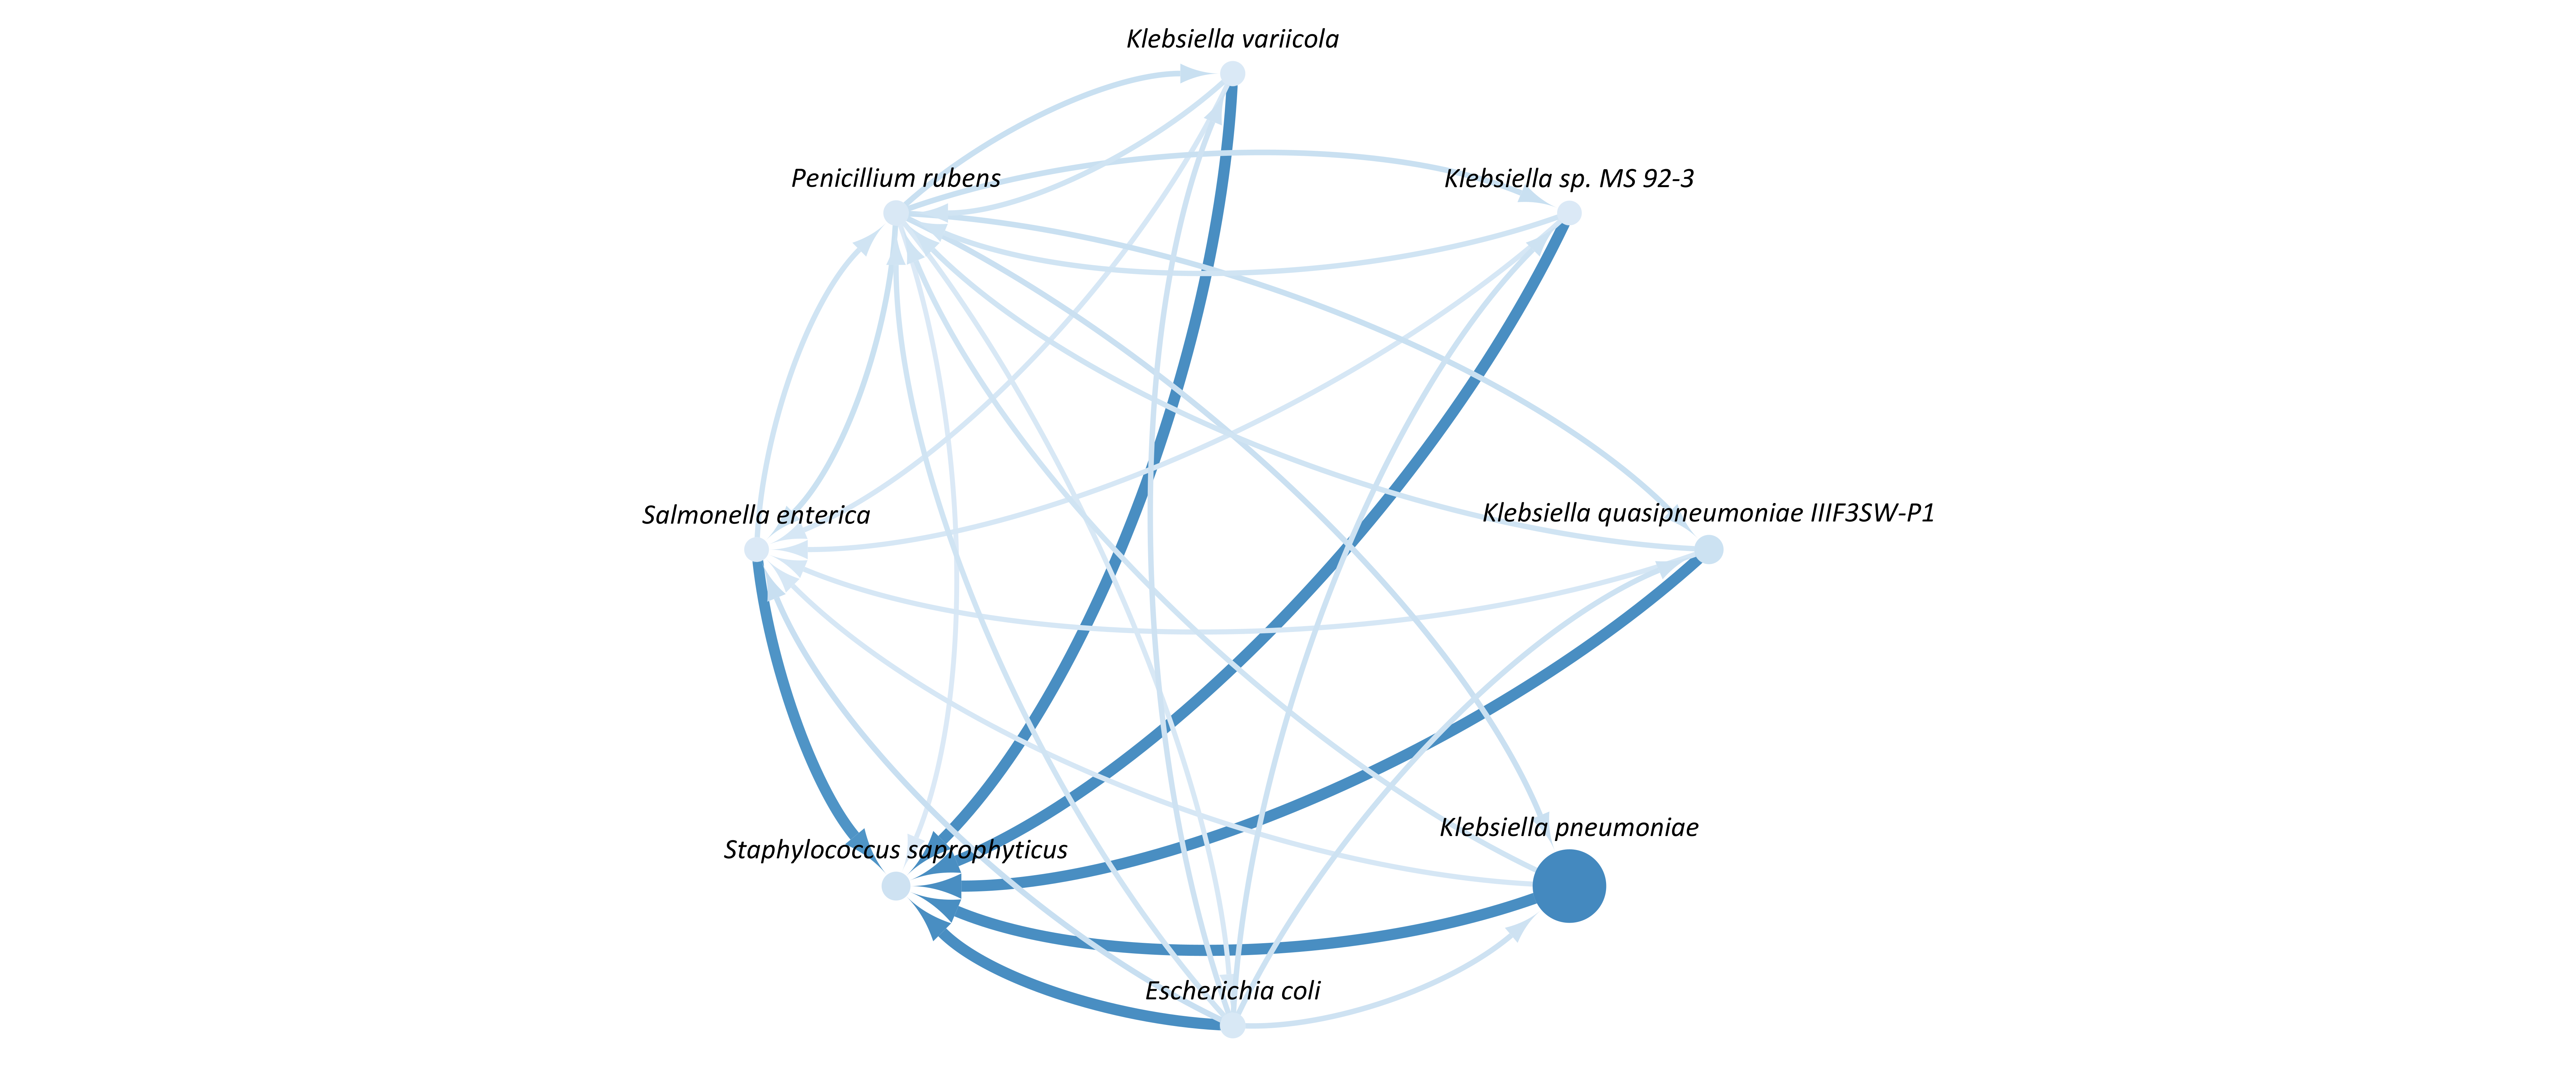 Klebsiella variicola
Penicillium rubens
Klebsiella sp. MS 92-3
Salmonella enterica
Klebsiella quasipneumoniae IIIF3SW-P1
Klebsiella pneumoniae
Staphylococcus saprophyticus
Escherichia coli